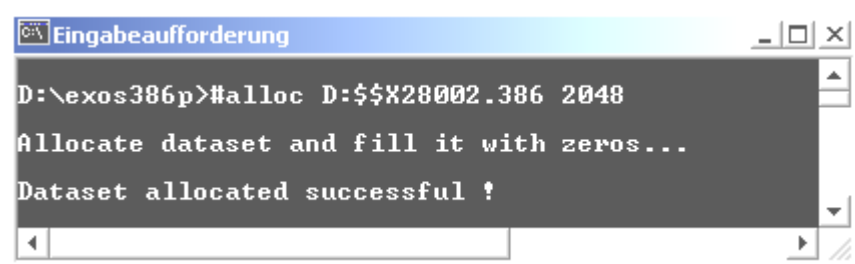 Eingabeaufforderung
D:\exos386p>#alloc D:$$X28002.386 2048
Allocate dataset and fill it with zeros...
Dataset allocated successful !